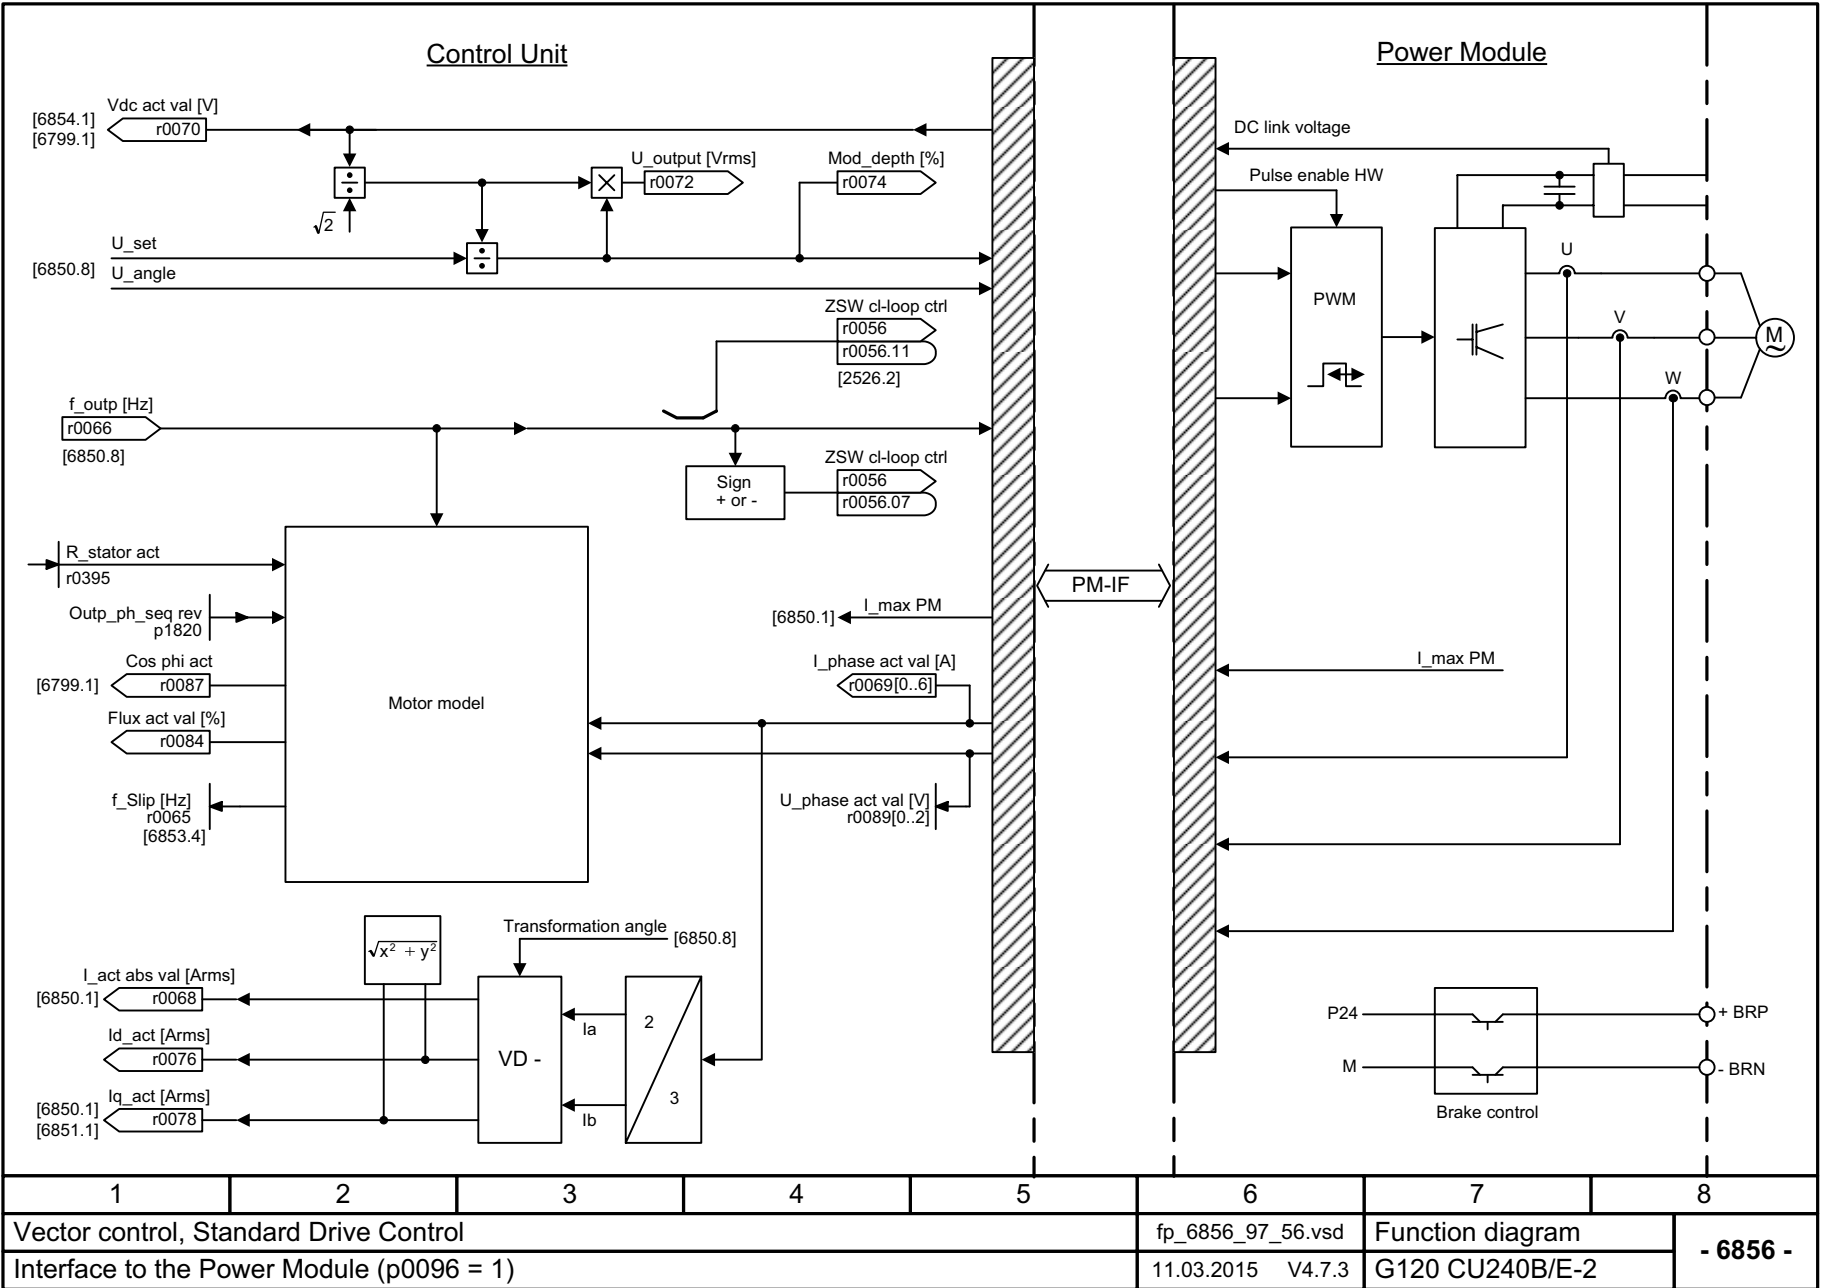 Control Unit
Power Module
Vdc act val [V]
[6854.1]
[6799.1]
r0070
DC link voltage
U_output [Vrms]
r0072
Mod_depth [%]
r0074
Pulse enable HW
÷
×
√2
U_set
÷
[6850.8]
U_angle
U
PWM
V
M
~
W
ZSW cl-loop ctrl
r0056
r0056.11
[2526.2]
f_outp [Hz]
r0066
[6850.8]
ZSW cl-loop ctrl
r0056
r0056.07
Sign
+ or -
R_stator act
r0395
PM-IF
Outp_ph_seq rev
p1820
[6850.1]
I_max PM
I_max PM
Cos phi act
[6799.1]
r0087
I_phase act val [A]
r0069[0..6]
Motor model
Flux act val [%]
r0084
f_Slip [Hz]
r0065
[6853.4]
U_phase act val [V]
r0089[0..2]
Transformation angle
[6850.8]
√x² + y²
I_act abs val [Arms]
[6850.1]
r0068
Id_act [Arms]
r0076
Iq_act [Arms]
[6850.1]
[6851.1]
r0078
VD -
Ia
Ib
2
3
P24
+ BRP
M
- BRN
Brake control
1 2 3 4 5 6 7 8
Vector control, Standard Drive Control
fp_6856_97_56.vsd
Function diagram
- 6856 -
Interface to the Power Module (p0096 = 1)
11.03.2015 V4.7.3
G120 CU240B/E-2